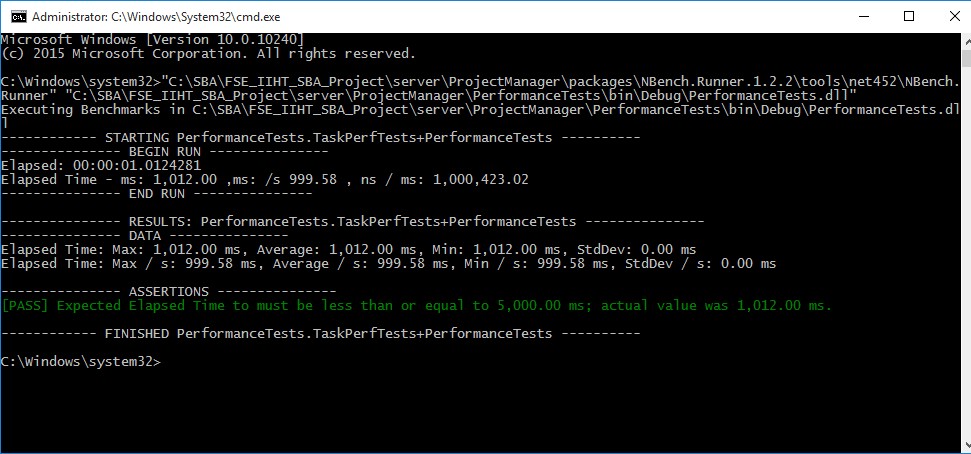 Administrator: C:\Windows\System32\cmd.exe
Microsoft Windows [Version 10.0.10240]
(c) 2015 Microsoft Corporation. All rights reserved.
C:\Windows\system32>"C:\SBA\FSE_IIHT_SBA_Project\server\ProjectManager\packages\NBench.Runner.1.2.2\tools\net452\NBench.
Runner" "C:\SBA\FSE_IIHT_SBA_Project\server\ProjectManager\PerformanceTests\bin\Debug\PerformanceTests.dll"
Executing Benchmarks in C:\SBA\FSE_IIHT_SBA_Project\server\ProjectManager\PerformanceTests\bin\Debug\PerformanceTests.dl
l
------------ STARTING PerformanceTests.TaskPerfTests+PerformanceTests ----------
--------------- BEGIN RUN ---------------
Elapsed: 00:00:01.0124281
Elapsed Time - ms: 1,012.00 ,ms: /s 999.58 , ns / ms: 1,000,423.02
--------------- END RUN ---------------
--------------- RESULTS: PerformanceTests.TaskPerfTests+PerformanceTests ---------------
--------------- DATA ---------------
Elapsed Time: Max: 1,012.00 ms, Average: 1,012.00 ms, Min: 1,012.00 ms, StdDev: 0.00 ms
Elapsed Time: Max / s: 999.58 ms, Average / s: 999.58 ms, Min / s: 999.58 ms, StdDev / s: 0.00 ms
--------------- ASSERTIONS ---------------
[PASS] Expected Elapsed Time to must be less than or equal to 5,000.00 ms; actual value was 1,012.00 ms.
------------ FINISHED PerformanceTests.TaskPerfTests+PerformanceTests ----------
C:\Windows\system32>